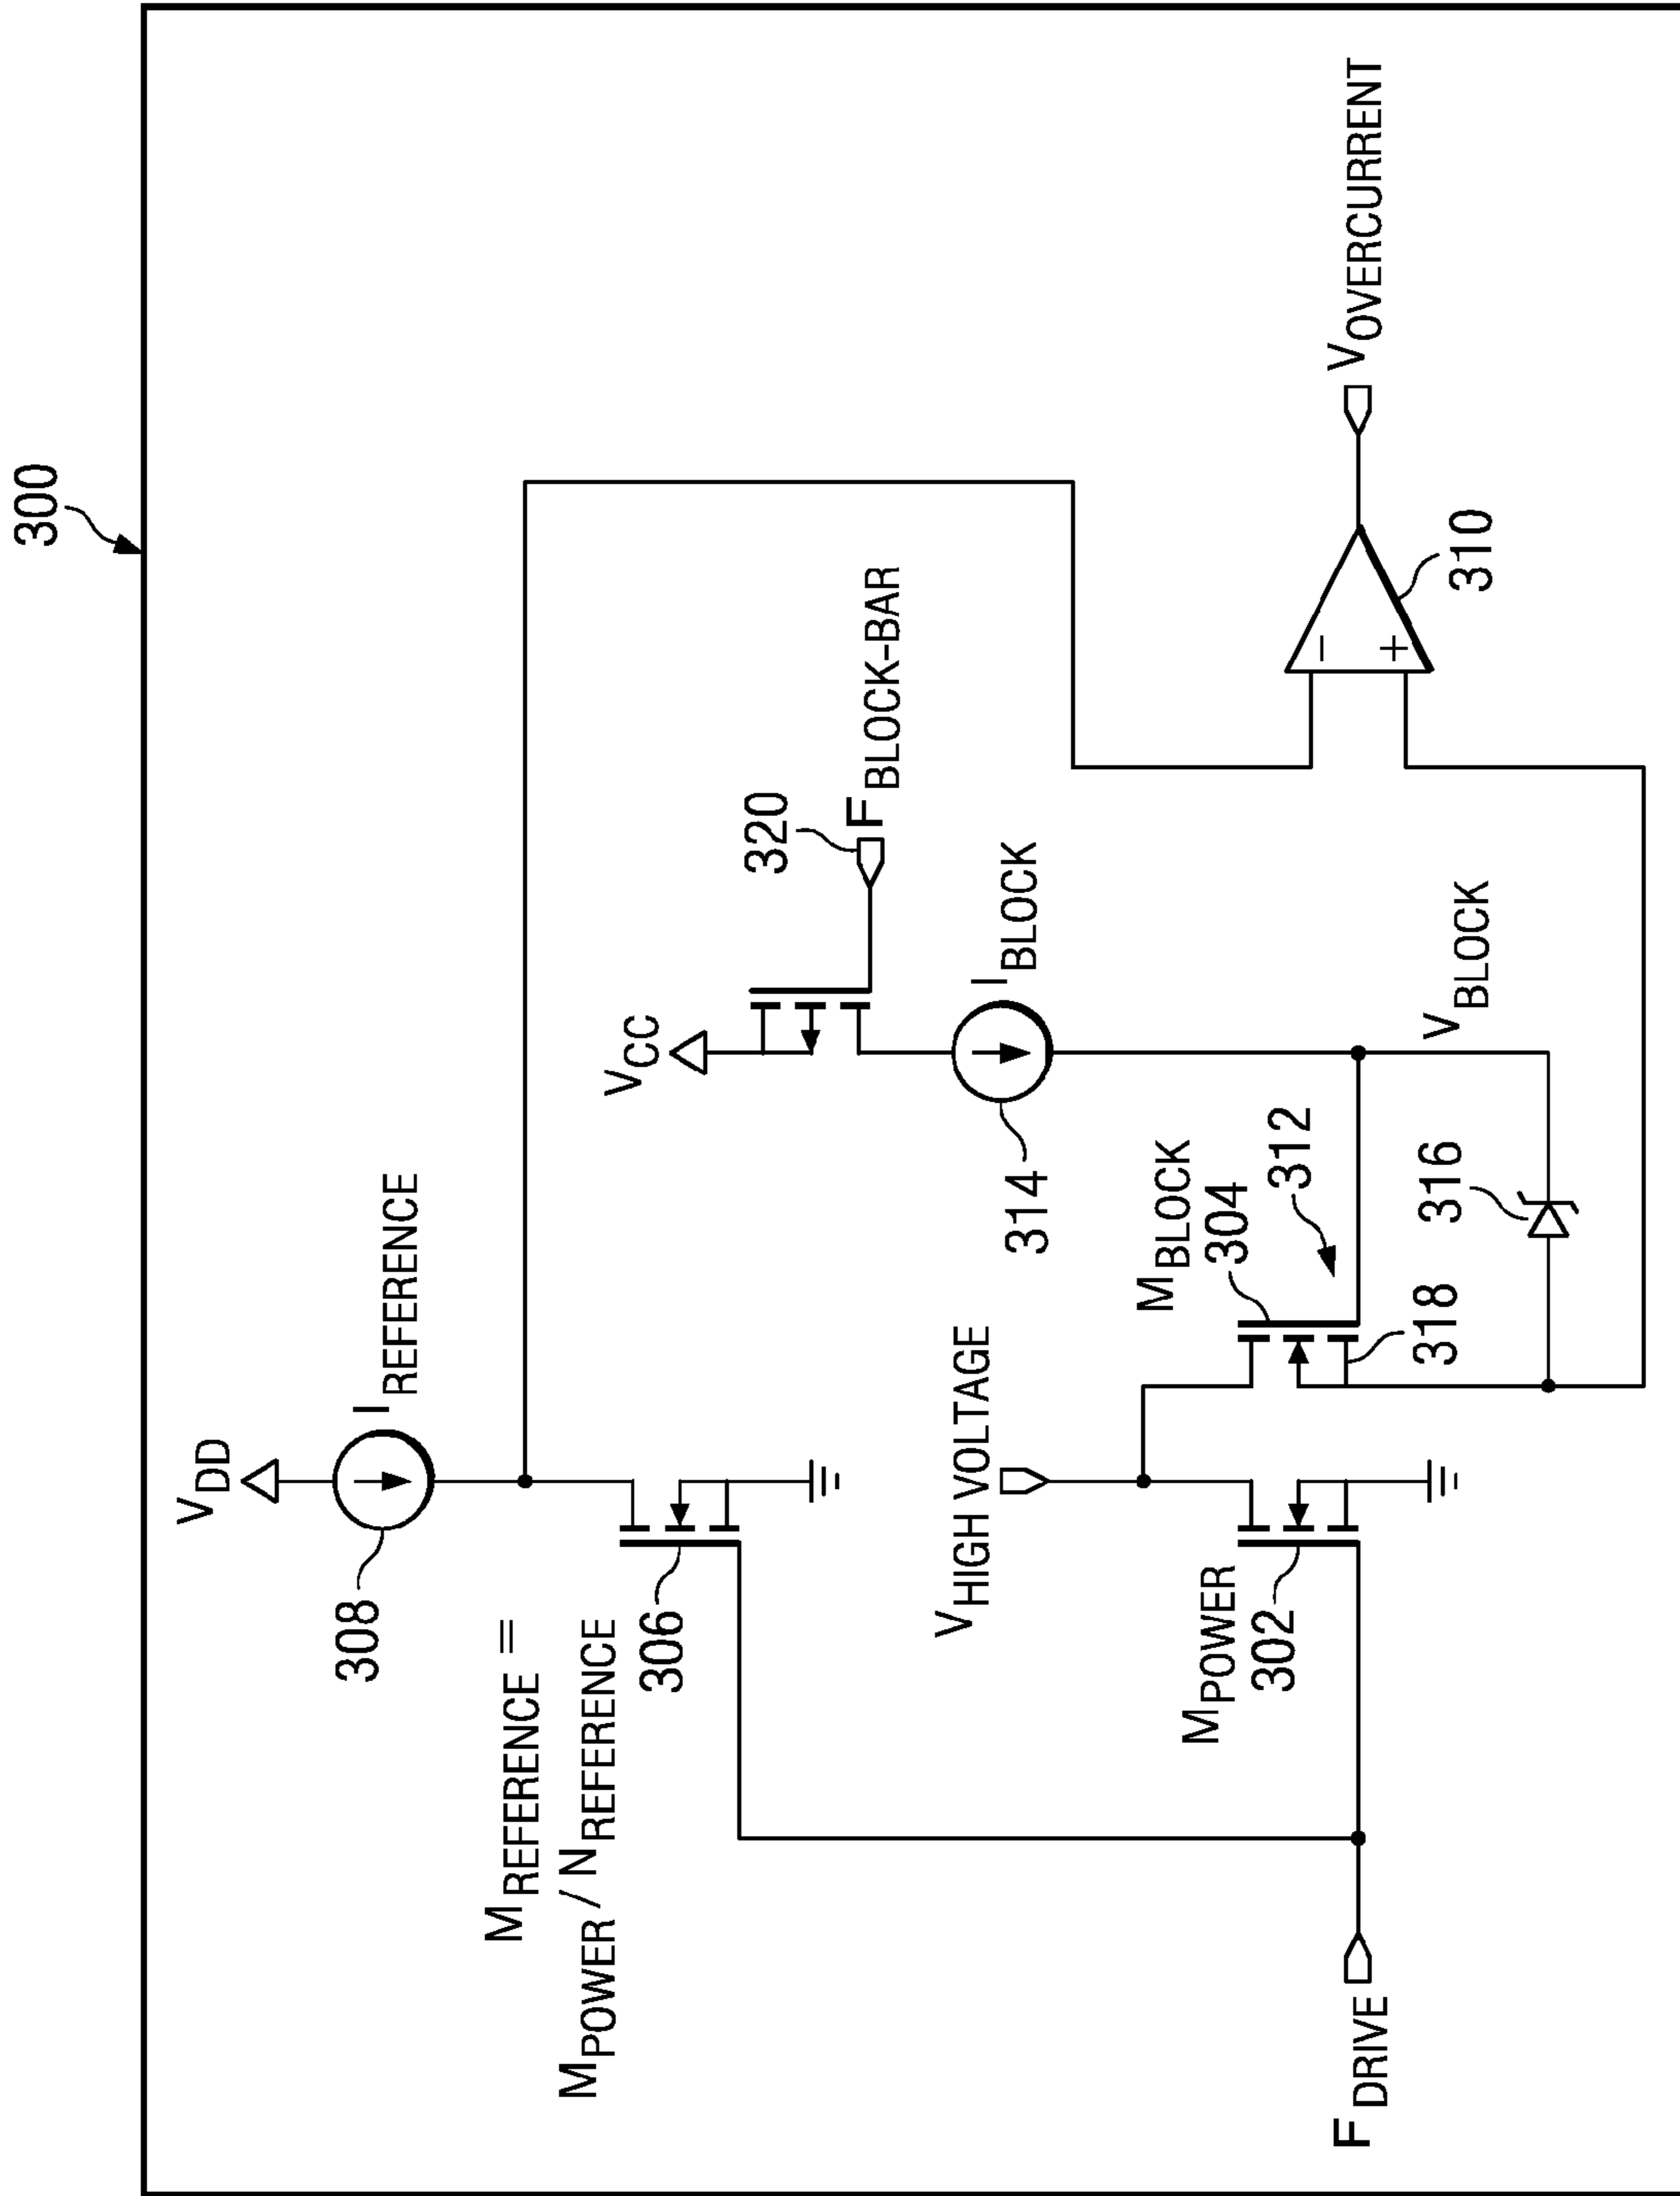 300
V_DD
308
I_REFERENCE
M_REFERENCE =
M_POWER / N_REFERENCE
306
V_CC
320
F_BLOCK-BAR
314
I_BLOCK
V_HIGH VOLTAGE
M_BLOCK
304
312
M_POWER
302
318
316
V_BLOCK
−
+
310
V_OVERCURRENT
F_DRIVE